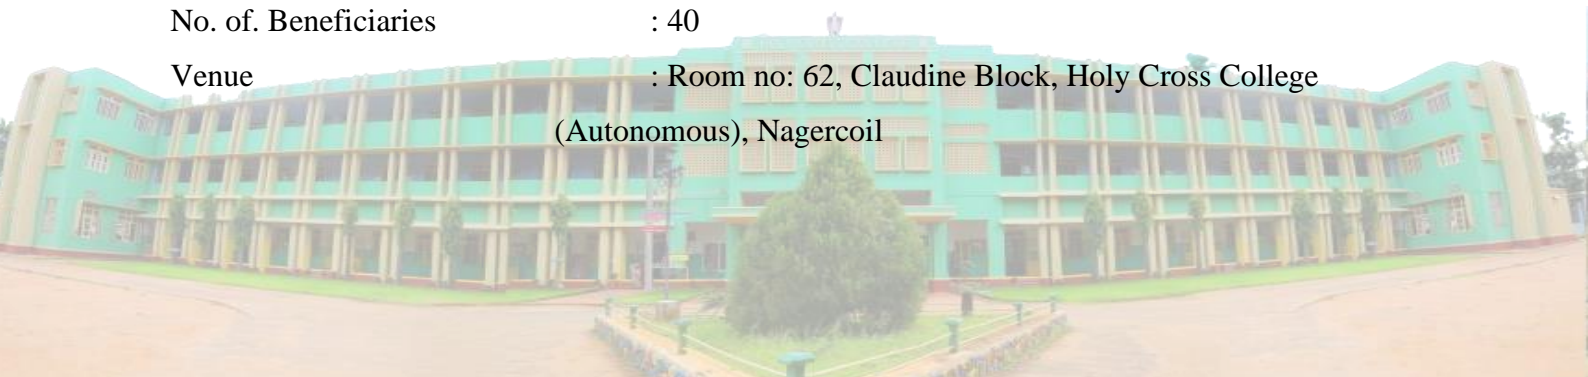 No. of. Beneficiaries : 40
Venue : Room no: 62, Claudine Block, Holy Cross College
(Autonomous), Nagercoil